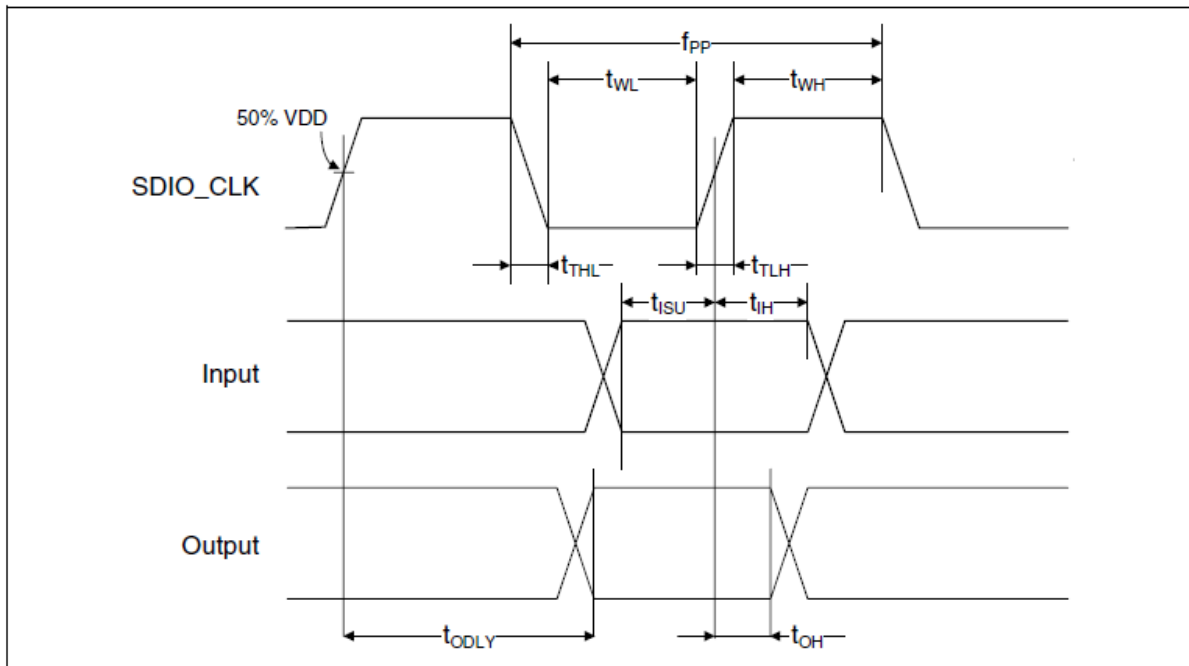 fPP
tWL
tWH
50% VDD
SDIO_CLK
tTHL
tTLH
tISU
tIH
Input
Output
tODLY
tOH